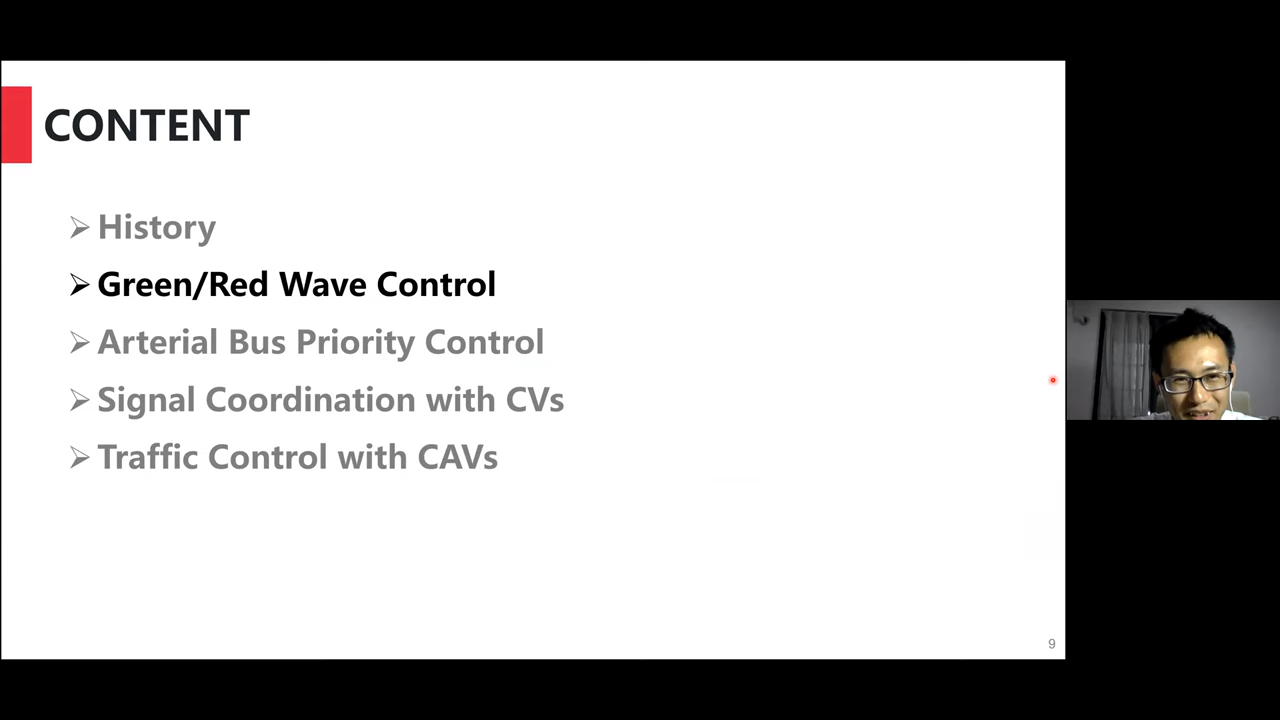 CONTENT
➢ History
➢ Green/Red Wave Control
➢ Arterial Bus Priority Control
➢ Signal Coordination with CVs
➢ Traffic Control with CAVs
9